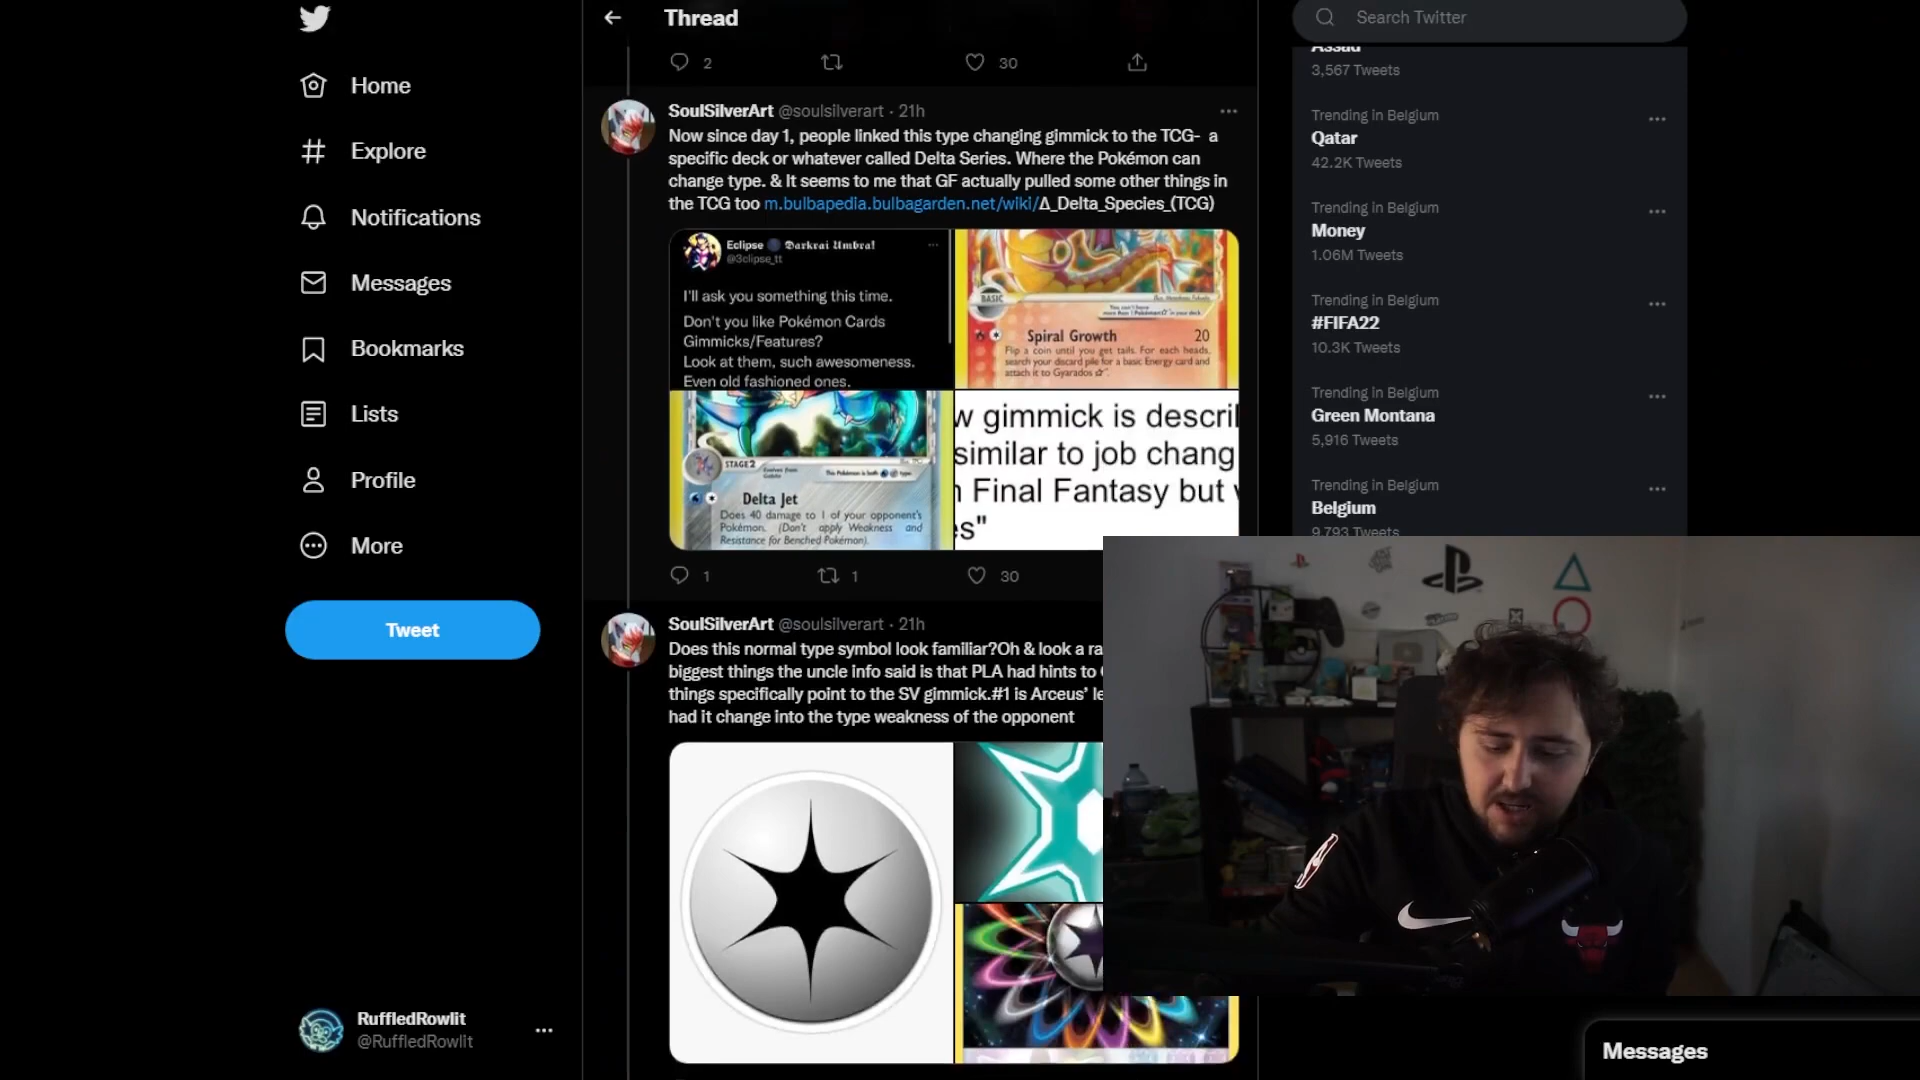 Home
Explore
Notifications
Messages
Bookmarks
Lists
Profile
More
Tweet
RuffledRowlit
@RuffledRowlit
Thread
2
30
SoulSilverArt @soulsilverart · 21h
Now since day 1, people linked this type changing gimmick to the TCG- a
specific deck or whatever called Delta Series. Where the Pokémon can
change type. & It seems to me that GF actually pulled some other things in
the TCG too m.bulbapedia.bulbagarden.net/wiki/Δ_Delta_Species_(TCG)
Eclipse 𝕯arkrai 𝖀mbra!
@3clipse_tt
I'll ask you something this time.
Don't you like Pokémon Cards
Gimmicks/Features?
Look at them, such awesomeness.
Even old fashioned ones.
BASIC
Spiral Growth 20
Flip a coin until you get tails. For each heads,
search your discard pile for a basic Energy card and
attach it to Gyarados ☆.
STAGE2
This Pokémon is both type.
Delta Jet
Does 40 damage to 1 of your opponent's
Pokémon. (Don't apply Weakness and
Resistance for Benched Pokémon).
w gimmick is descri
similar to job chang
Final Fantasy but
es"
1
1
30
SoulSilverArt @soulsilverart · 21h
Does this normal type symbol look familiar?Oh & look a ra
biggest things the uncle info said is that PLA had hints to
things specifically point to the SV gimmick.#1 is Arceus' le
had it change into the type weakness of the opponent
Search Twitter
Assad
3,567 Tweets
Trending in Belgium
Qatar
42.2K Tweets
Trending in Belgium
Money
1.06M Tweets
Trending in Belgium
#FIFA22
10.3K Tweets
Trending in Belgium
Green Montana
5,916 Tweets
Trending in Belgium
Belgium
9,793 Tweets
Messages